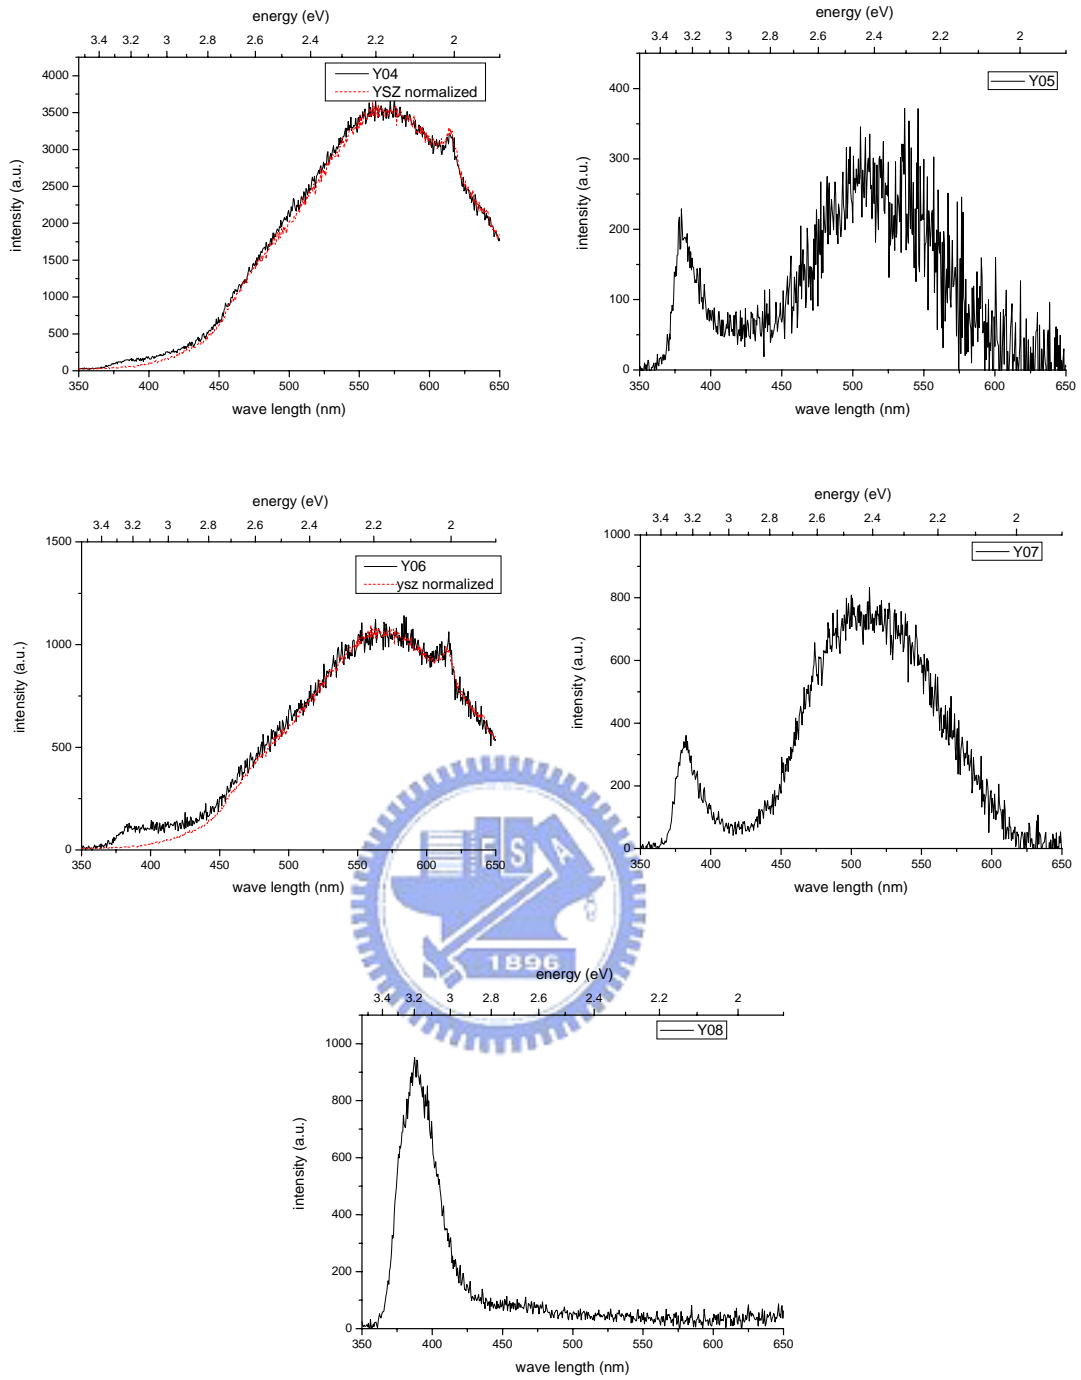 energy (eV)
3.4 3.2 3 2.8 2.6 2.4 2.2 2
4000
3500
3000
2500
2000
1500
1000
500
0
intensity (a.u.)
Y04
YSZ normalized
350 400 450 500 550 600 650
wave length (nm)
energy (eV)
3.4 3.2 3 2.8 2.6 2.4 2.2 2
400
300
200
100
0
intensity (a.u.)
Y05
350 400 450 500 550 600 650
wave length (nm)
energy (eV)
3.4 3.2 3 2.8 2.6 2.4 2.2 2
1500
1000
500
0
intensity (a.u.)
Y06
ysz normalized
350 400 450 500 550 600 650
wave length (nm)
energy (eV)
3.4 3.2 3 2.8 2.6 2.4 2.2 2
1000
800
600
400
200
0
intensity (a.u.)
Y07
350 400 450 500 550 600 650
wave length (nm)
E S A
1896
energy (eV)
3.4 3.2 3 2.8 2.6 2.4 2.2 2
1000
800
600
400
200
0
intensity (a.u.)
Y08
350 400 450 500 550 600 650
wave length (nm)